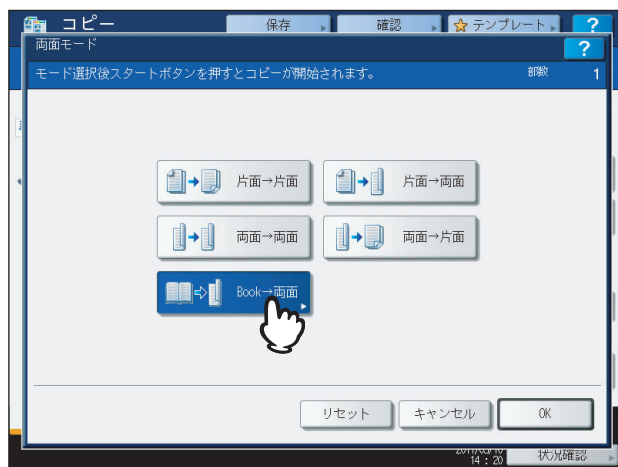 コピー 保存 確認 テンプレート ?
両面モード ?
モード選択後スタートボタンを押すとコピーが開始されます。 部数 1
片面→片面 片面→両面
両面→両面 両面→片面
Book→両面
リセット キャンセル OK
14 : 20 状況確認